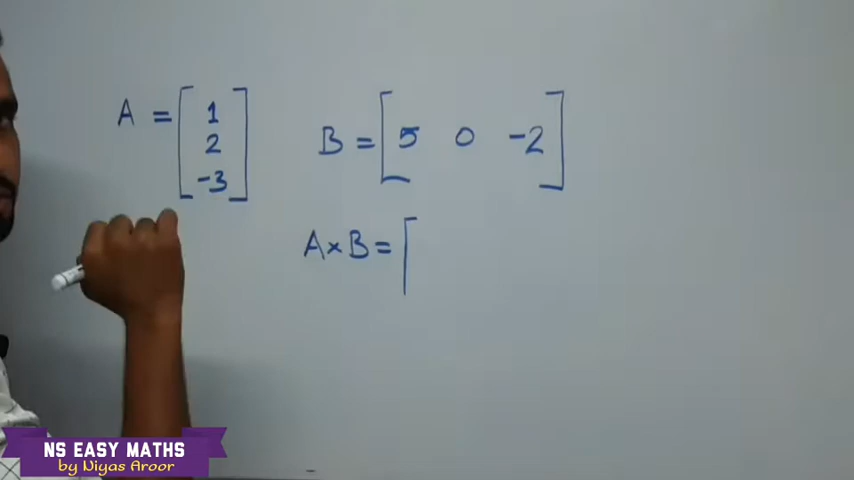 A = [ 1
2
-3 ]
B = [ 5 0 -2 ]
A×B = [
NS EASY MATHS
by Niyas Aroor